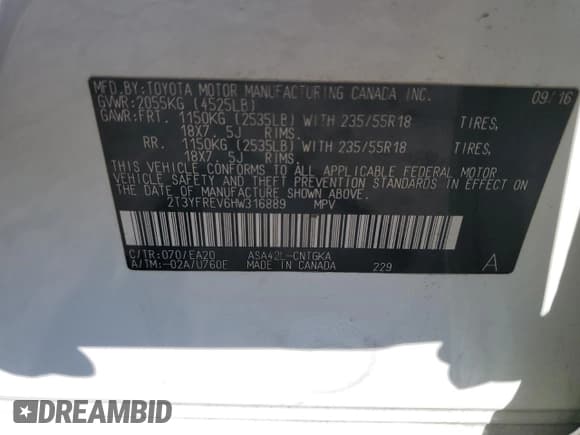 MFD.BY:TOYOTA MOTOR MANUFACTURING CANADA INC. 09/16
GVWR:2055KG (4525LB)
GAWR:FRT. 1150KG (2535LB) WITH 235/55R18 TIRES,
18X7. 5J RIMS.
RR. 1150KG (2535LB) WITH 235/55R18 TIRES,
18X7. 5J RIMS.
THIS VEHICLE CONFORMS TO ALL APPLICABLE FEDERAL MOTOR
VEHICLE SAFETY AND THEFT PREVENTION STANDARDS IN EFFECT
ON THE DATE OF MANUFACTURE SHOWN ABOVE.
2T3YFREV6HW316889 MPV
C/TR:070/EA20 ASA42L-CNTGKA
A/TM:-02A/U760F MADE IN CANADA 229 A
DREAMBID